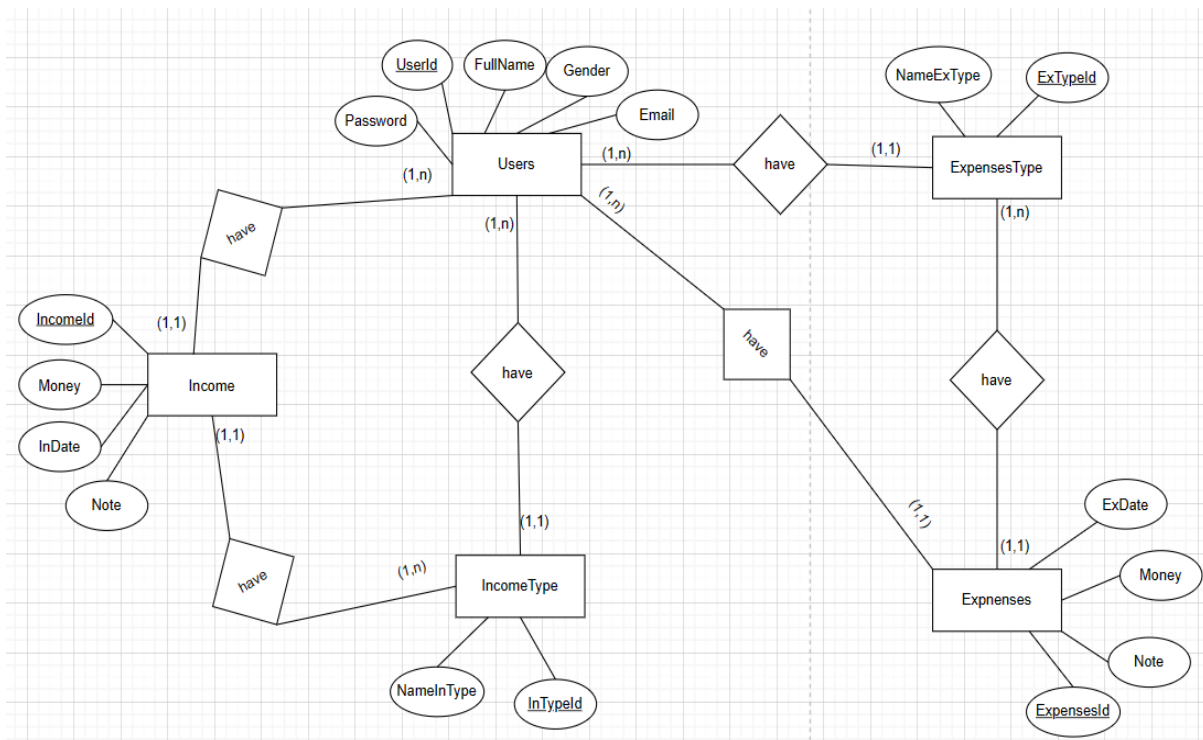 UserId
FullName
Gender
Email
Password
NameExType
ExTypeId
Users
(1,n)
have
(1,1)
ExpensesType
(1,n)
have
(1,n)
(1,n)
(1,n)
IncomeId
(1,1)
have
have
have
Money
Income
InDate
(1,1)
Note
(1,1)
(1,1)
(1,1)
ExDate
have
(1,n)
IncomeType
Expnenses
Money
NameInType
InTypeId
Note
ExpensesId